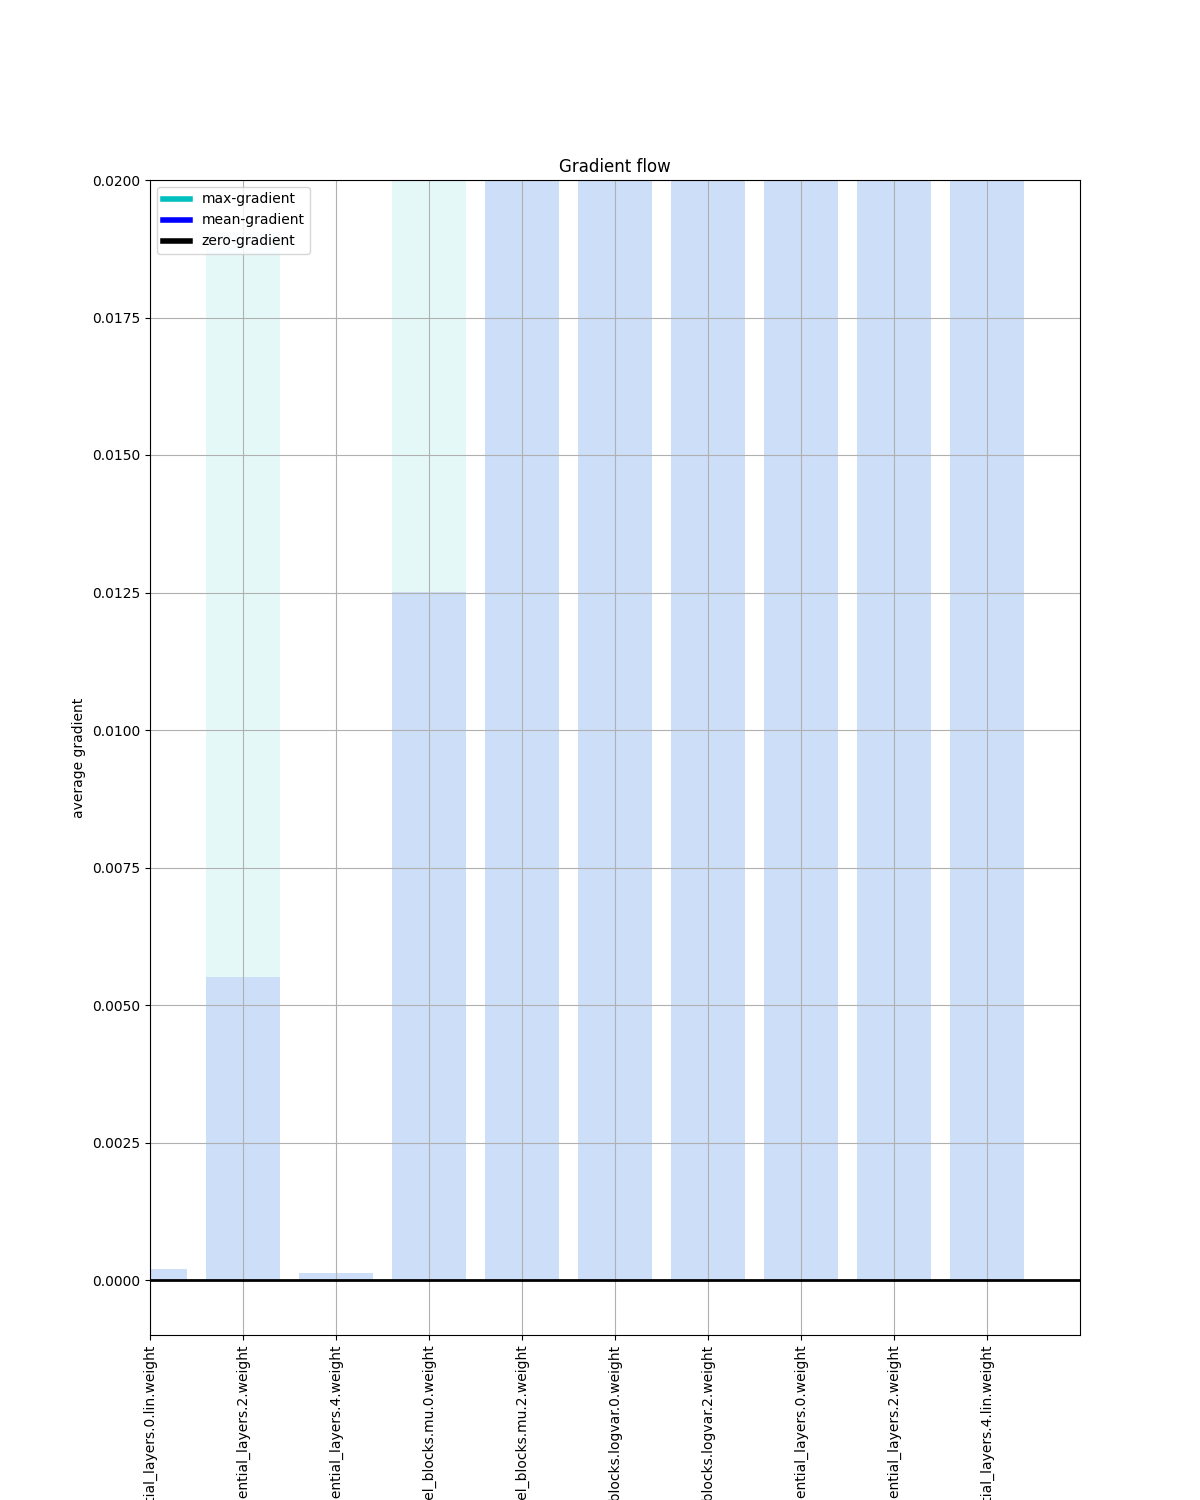 Gradient flow
max-gradient
mean-gradient
zero-gradient
0.0200
0.0175
0.0150
0.0125
0.0100
0.0075
0.0050
0.0025
0.0000
average gradient
tial_layers.0.lin.weight
ential_layers.2.weight
ential_layers.4.weight
el_blocks.mu.0.weight
el_blocks.mu.2.weight
blocks.logvar.0.weight
blocks.logvar.2.weight
ential_layers.0.weight
ential_layers.2.weight
tial_layers.4.lin.weight